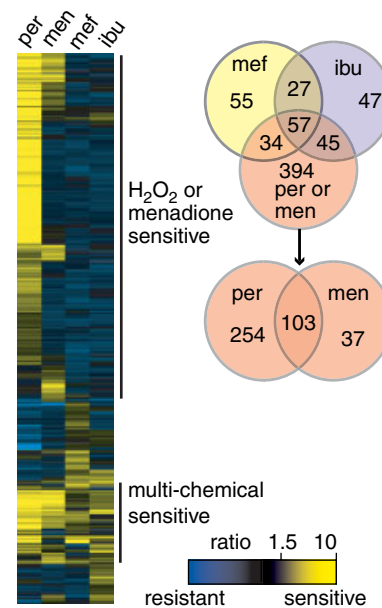 per men mef ibu
H₂O₂ or
menadione
sensitive
multi-chemical
sensitive
mef
ibu
55
27
47
57
34
45
394
per or
men
per
men
254
103
37
ratio 1.5 10
resistant sensitive